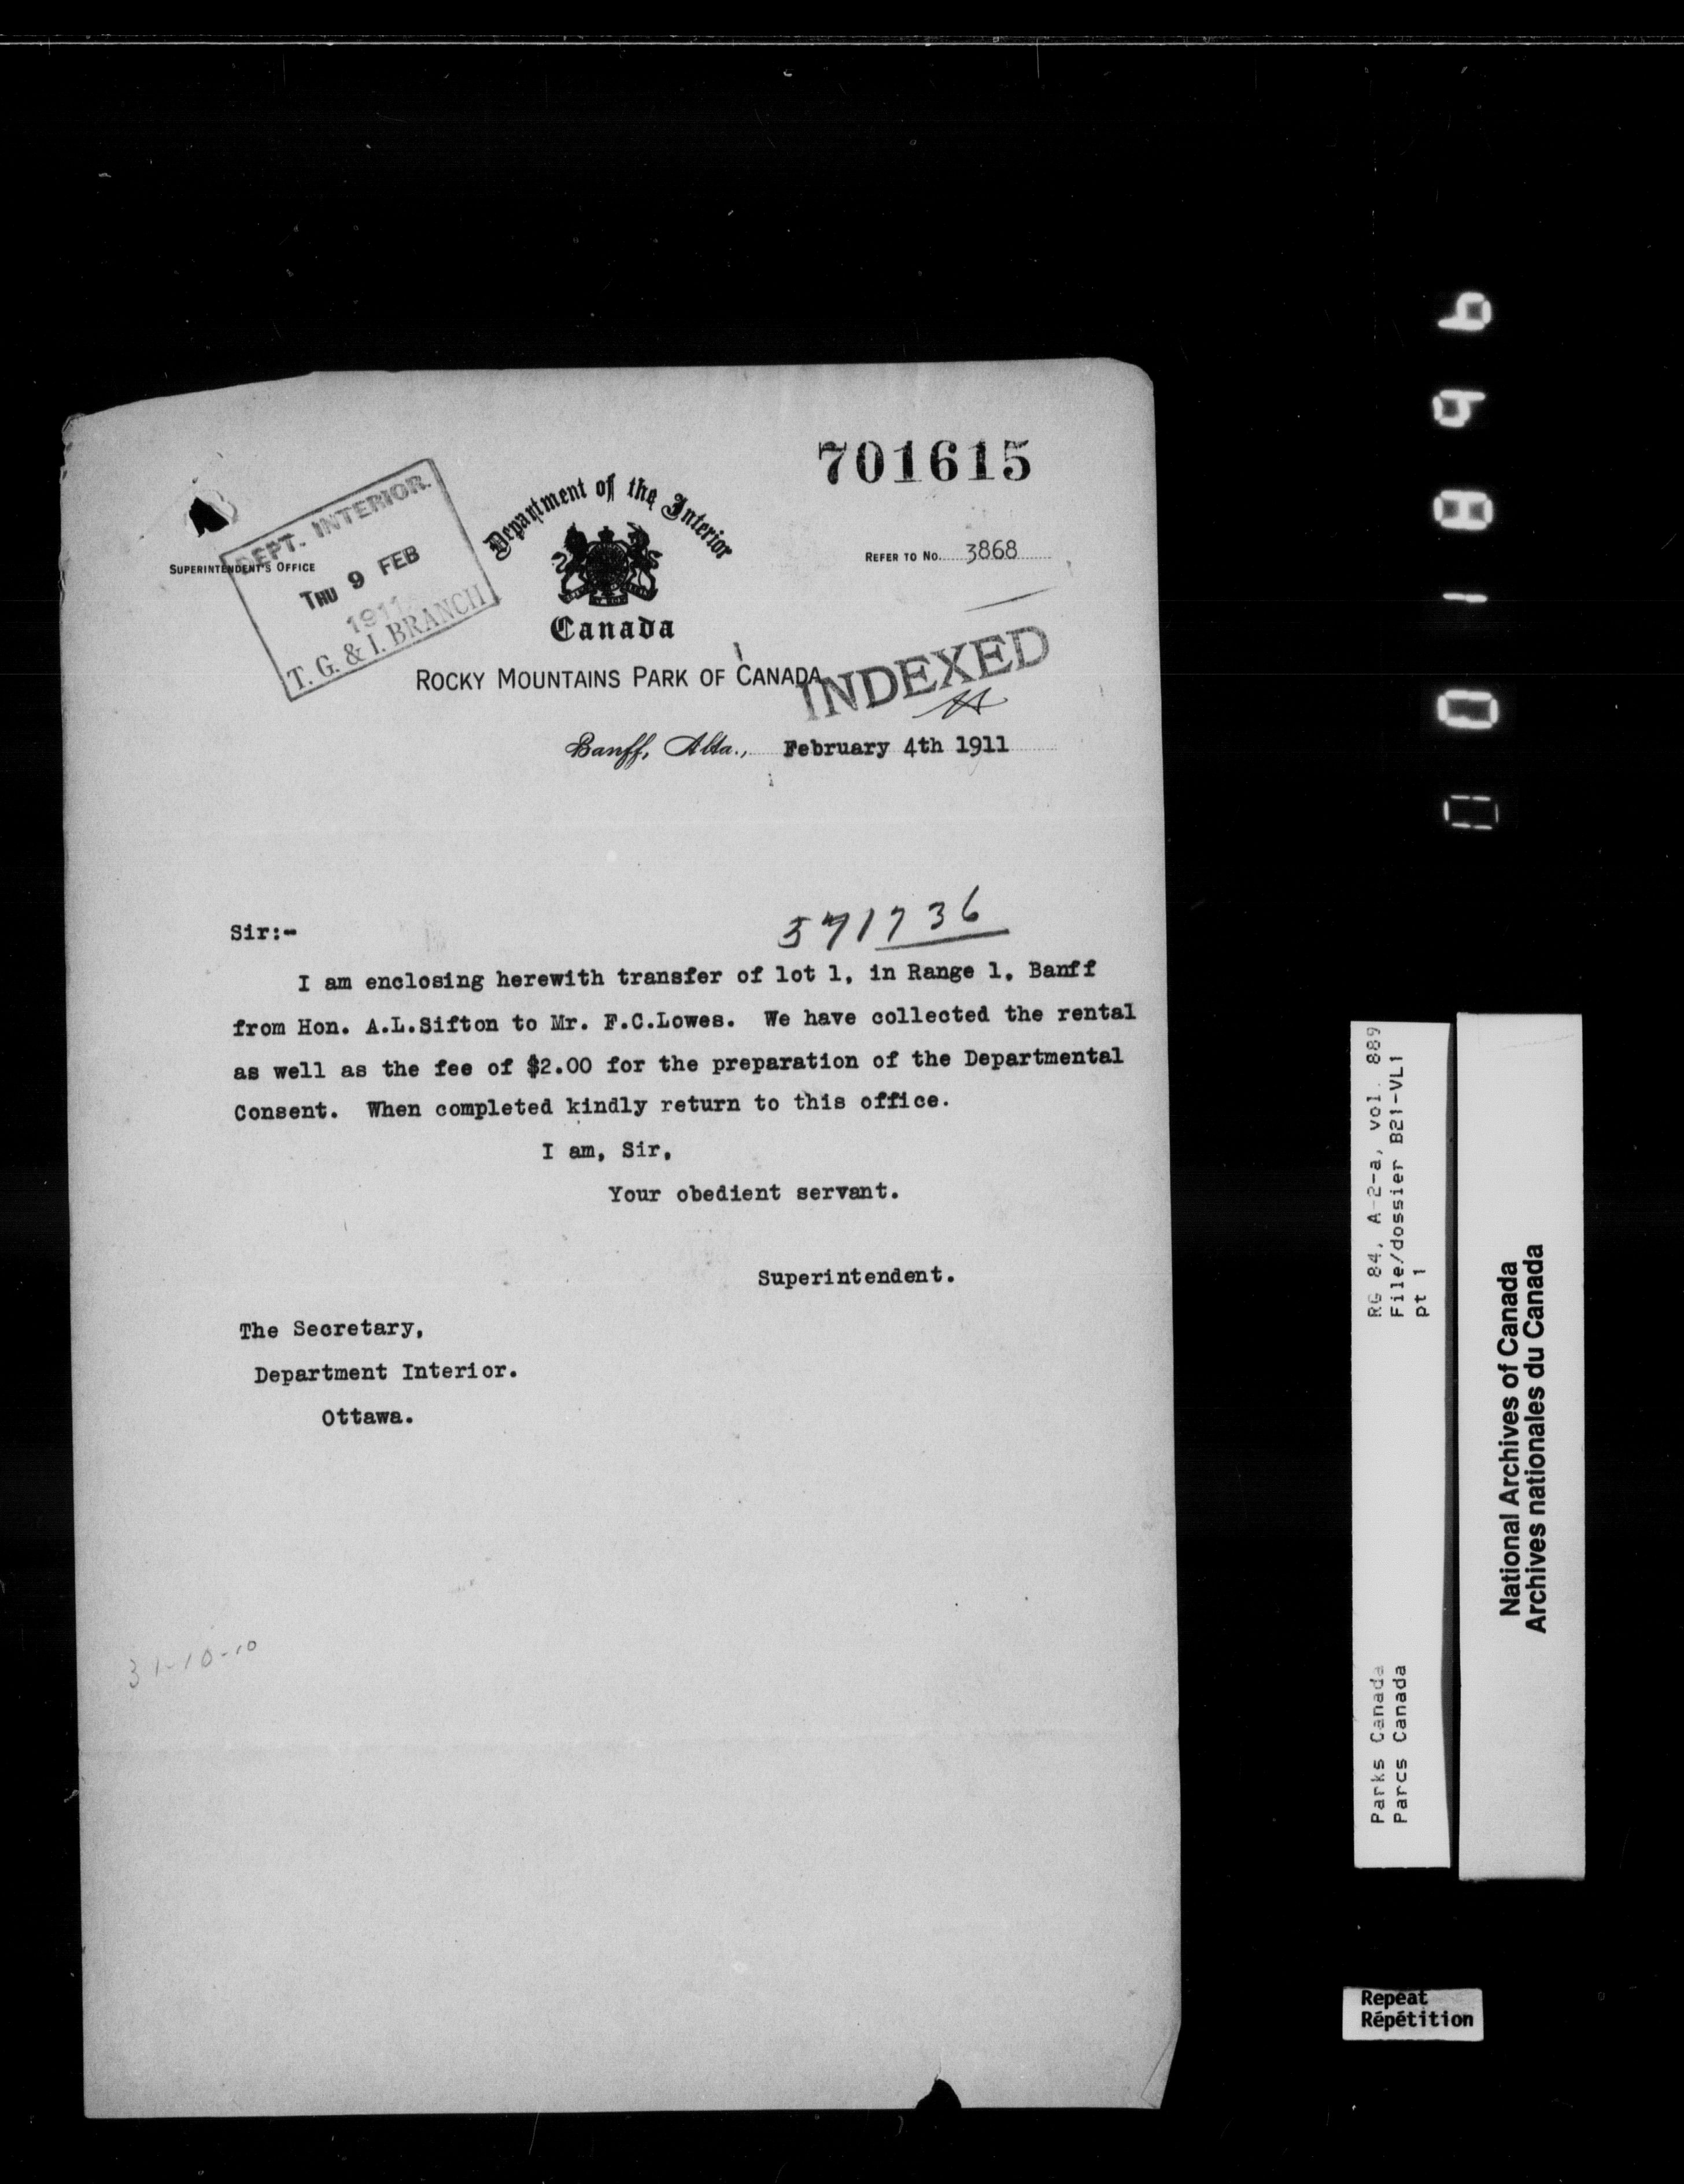 701615
Department of the Interior
Canada
SUPERINTENDENT'S OFFICE
DEPT. INTERIOR
THU 9 FEB
1911
T. G. & I. BRANCH
REFER TO NO. 3868
ROCKY MOUNTAINS PARK OF CANADA
INDEXED
Banff, Alta., February 4th 1911
571736
Sir:-
I am enclosing herewith transfer of lot 1, in Range 1, Banff
from Hon. A.L.Sifton to Mr. F.C.Lowes. We have collected the rental
as well as the fee of $2.00 for the preparation of the Departmental
Consent. When completed kindly return to this office.
I am, Sir,
Your obedient servant.
Superintendent.
The Secretary,
Department Interior.
Ottawa.
31-10-10
RG 84, A-2-a, vol. 889
File/dossier B21-VL1
pt 1
Parks Canada
Parcs Canada
National Archives of Canada
Archives nationales du Canada
Repeat
Répétition